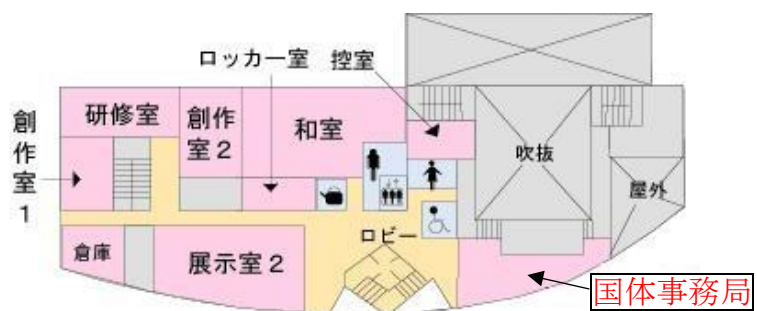 ロッカー室
控室
研修室
創作室2
和室
創作室1
吹抜
屋外
ロビー
倉庫
展示室2
国体事務局